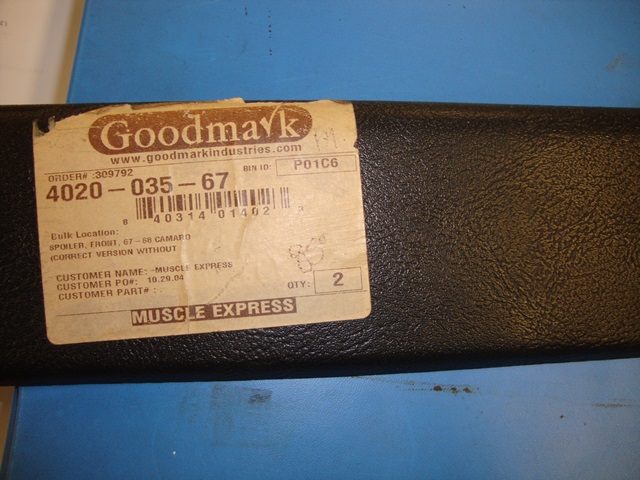 Goodmark
www.goodmarkindustries.com
ORDER#: 309792
BIN ID: P01C6
4020-035-67
8 40314 01402
Bulk Location:
SPOILER, FRONT, 67-68 CAMARO
(CORRECT VERSION WITHOUT
CUSTOMER NAME: -MUSCLE EXPRESS
CUSTOMER PO#: 10.29.04
CUSTOMER PART#: .
QTY: 2
MUSCLE EXPRESS